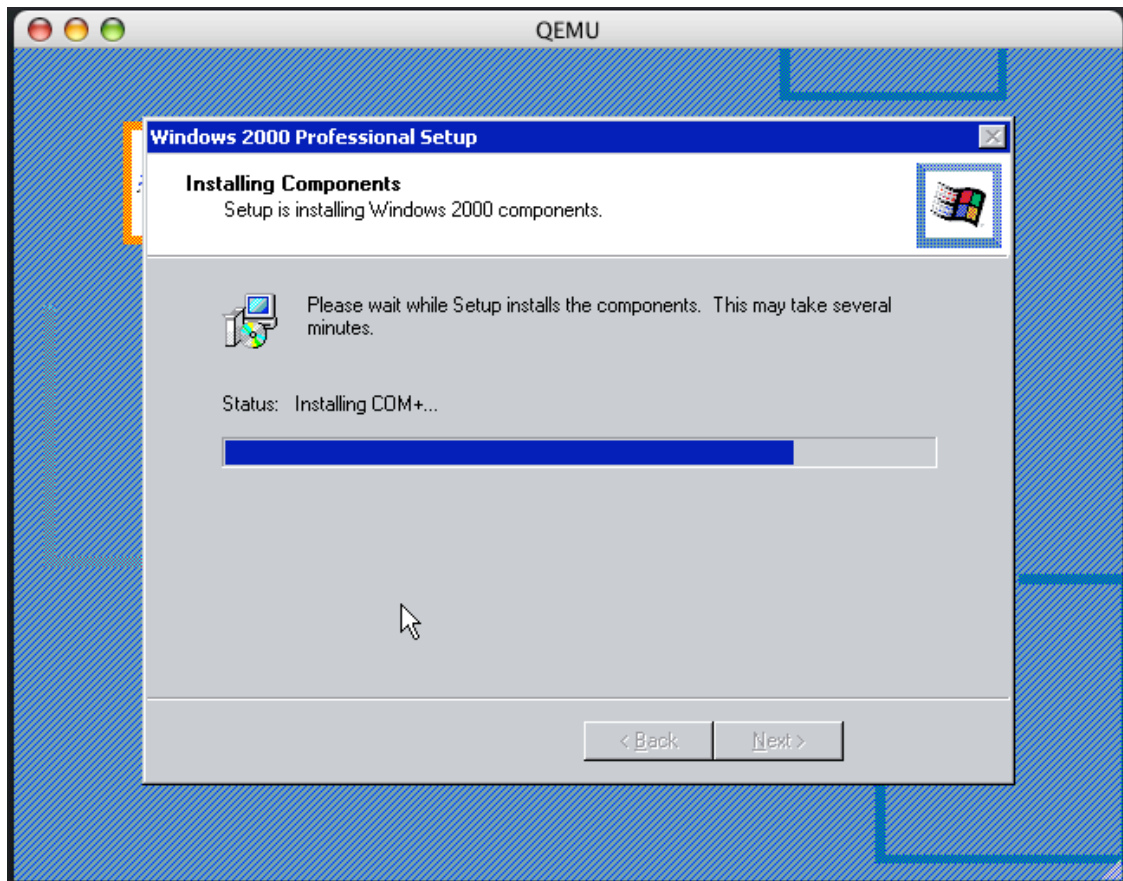 QEMU
Windows 2000 Professional Setup
Installing Components
Setup is installing Windows 2000 components.
Please wait while Setup installs the components.  This may take several
minutes.
Status:  Installing COM+...
< Back
Next >